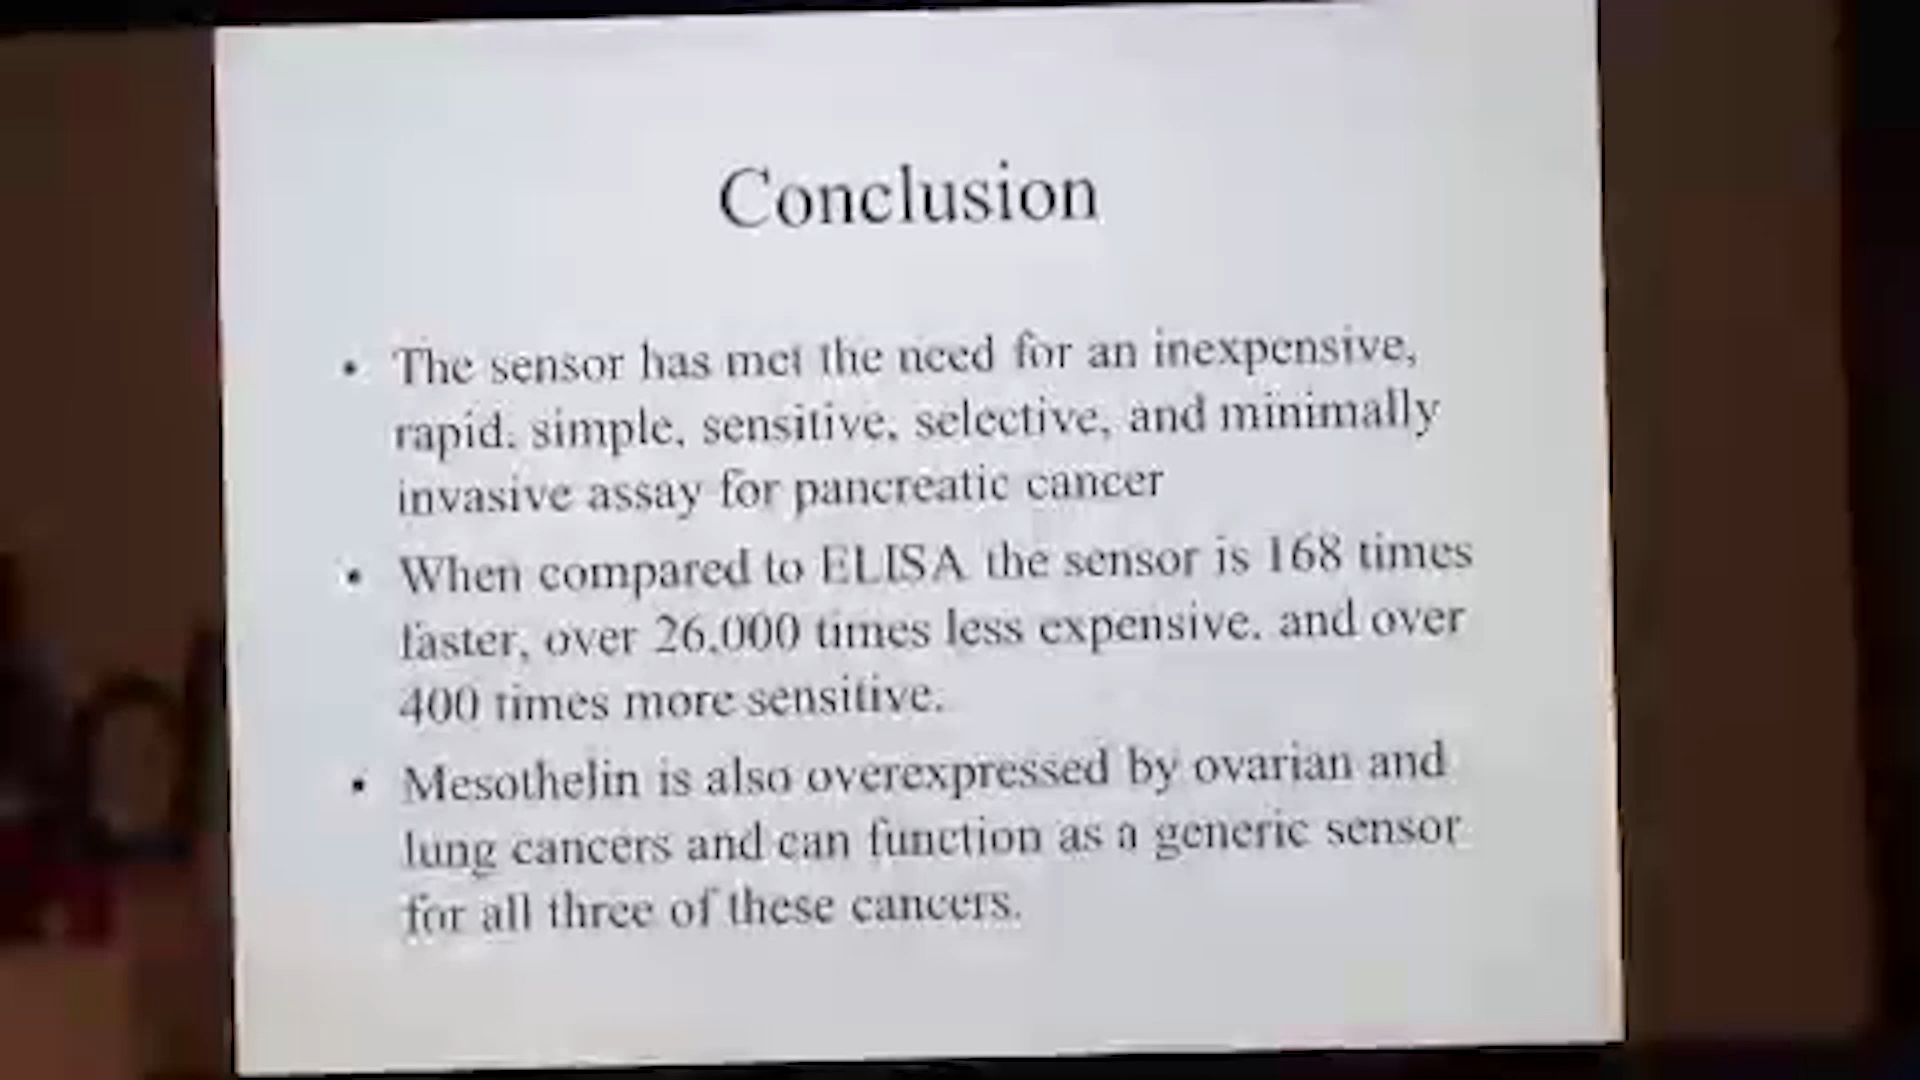 Conclusion
• The sensor has met the need for an inexpensive,
rapid, simple, sensitive, selective, and minimally
invasive assay for pancreatic cancer
• When compared to ELISA the sensor is 168 times
faster, over 26,000 times less expensive, and over
400 times more sensitive.
• Mesothelin is also overexpressed by ovarian and
lung cancers and can function as a generic sensor
for all three of these cancers.